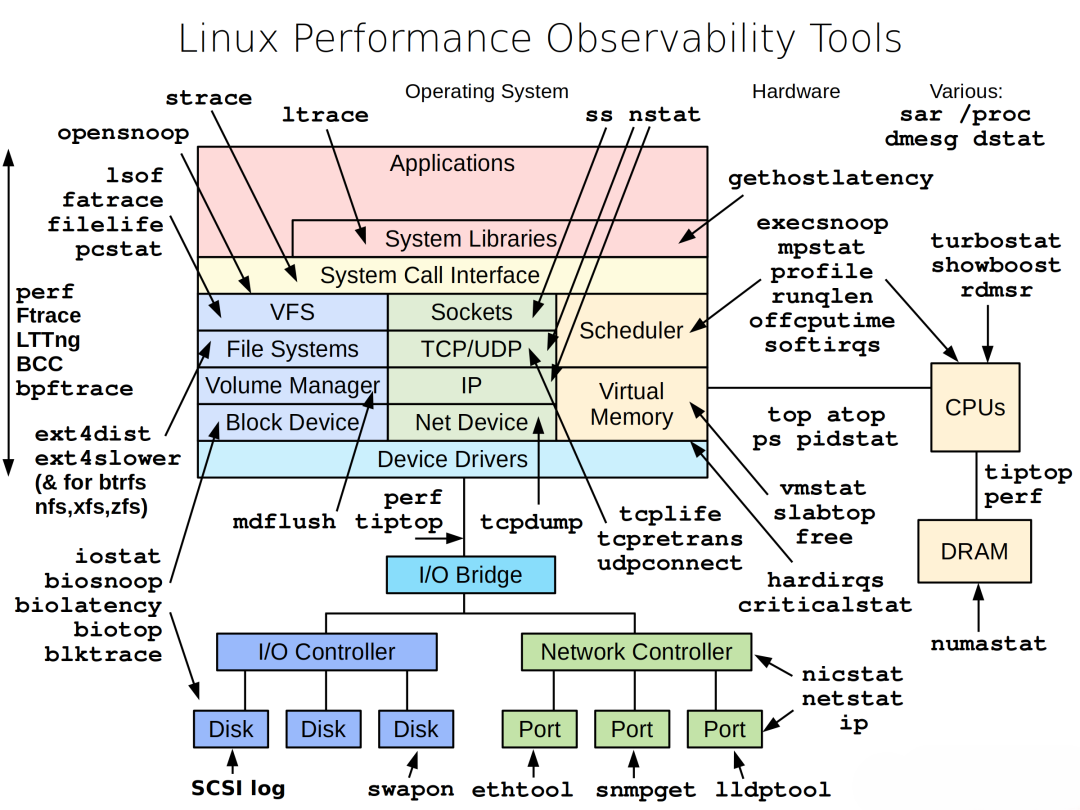 Linux Performance Observability Tools
Operating System
Hardware
Various:
sar /proc
dmesg dstat
strace
ltrace
ss nstat
opensnoop
lsof
fatrace
filelife
pcstat
perf
Ftrace
LTTng
BCC
bpftrace
ext4dist
ext4slower
(& for btrfs
nfs,xfs,zfs)
iostat
biosnoop
biolatency
biotop
blktrace
Applications
System Libraries
System Call Interface
VFS
Sockets
Scheduler
File Systems
TCP/UDP
Volume Manager
IP
Virtual
Memory
Block Device
Net Device
Device Drivers
gethostlatency
execsnoop
mpstat
profile
runqlen
offcputime
softirqs
turbostat
showboost
rdmsr
CPUs
top atop
ps pidstat
tiptop
perf
vmstat
slabtop
free
DRAM
hardirqs
criticalstat
numastat
mdflush
perf
tiptop
tcpdump
tcplife
tcpretrans
udpconnect
I/O Bridge
I/O Controller
Network Controller
nicstat
netstat
ip
Disk
Disk
Disk
Port
Port
Port
SCSI log
swapon
ethtool
snmpget
lldptool